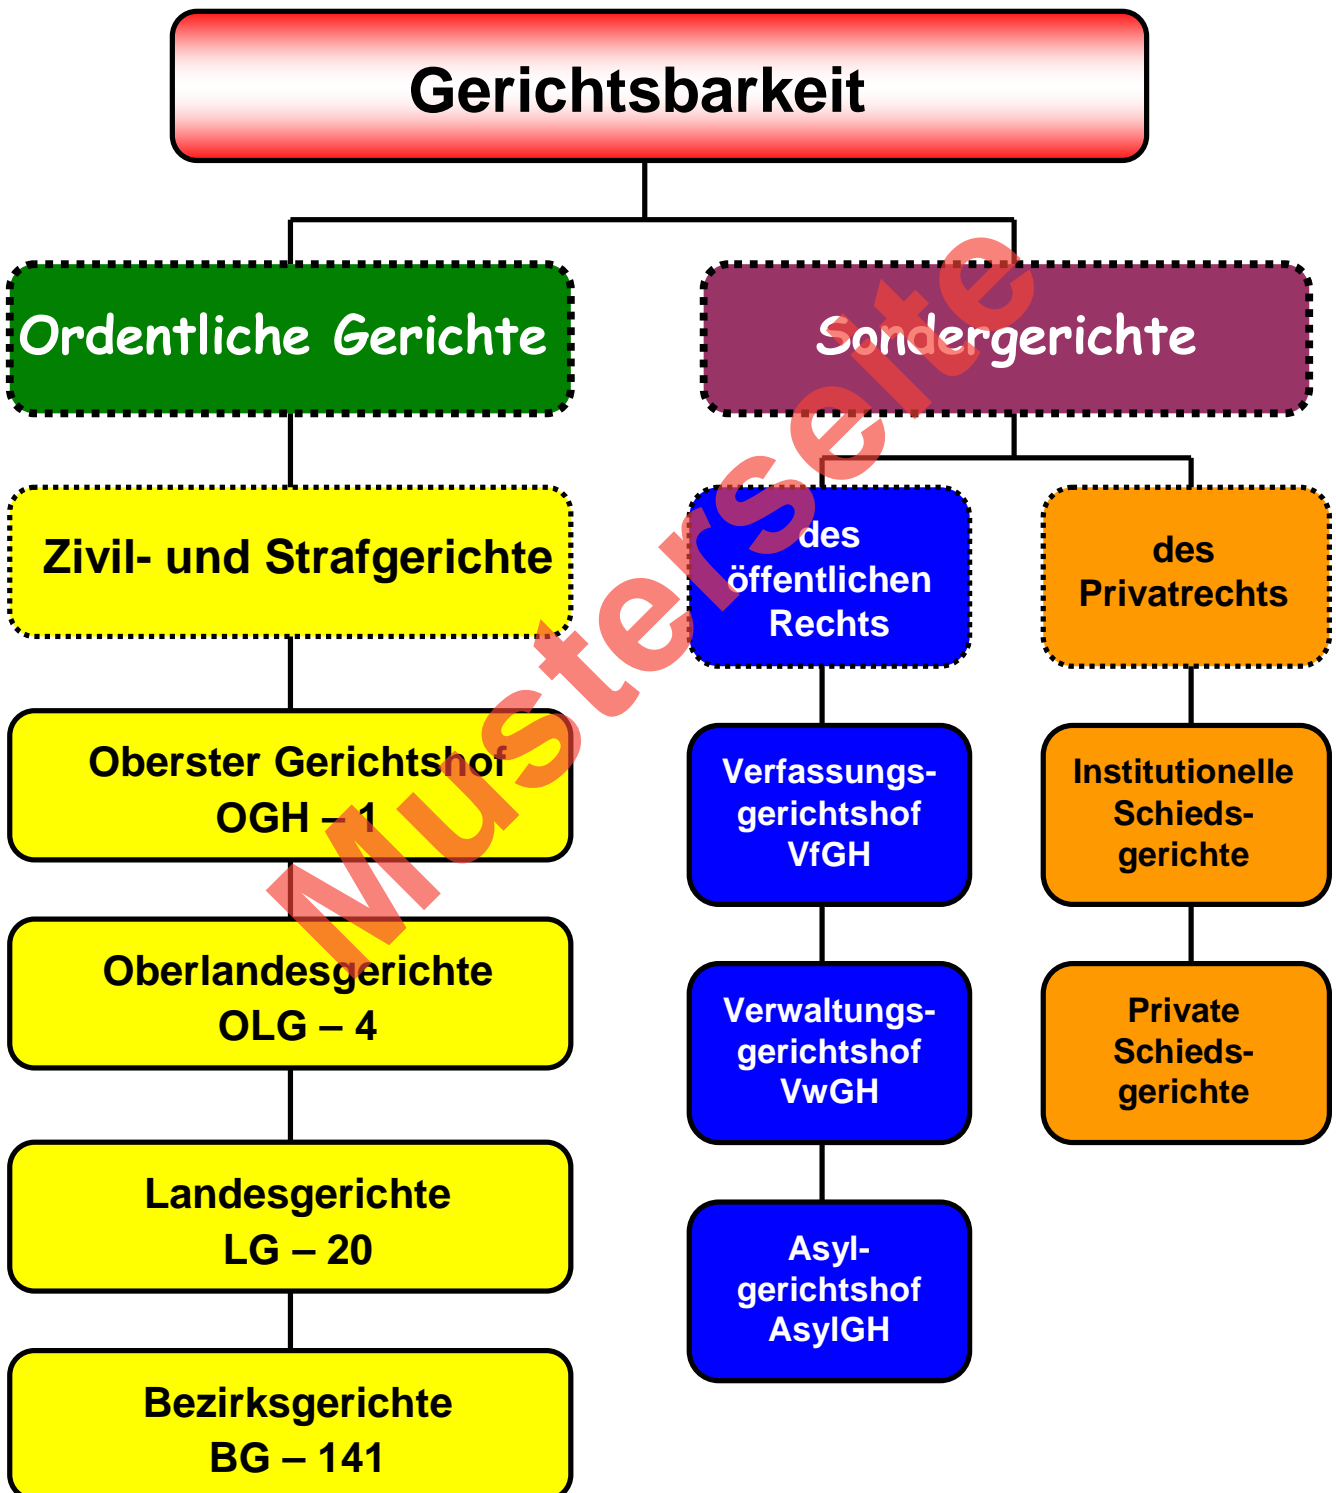 Gerichtsbarkeit
Ordentliche Gerichte
Sondergerichte
Zivil- und Strafgerichte
des
öffentlichen
Rechts
des
Privatrechts
Oberster Gerichtshof
OGH – 1
Verfassungs-
gerichtshof
VfGH
Institutionelle
Schieds-
gerichte
Oberlandesgerichte
OLG – 4
Verwaltungs-
gerichtshof
VwGH
Private
Schieds-
gerichte
Landesgerichte
LG – 20
Asyl-
gerichtshof
AsylGH
Bezirksgerichte
BG – 141
Musterseite